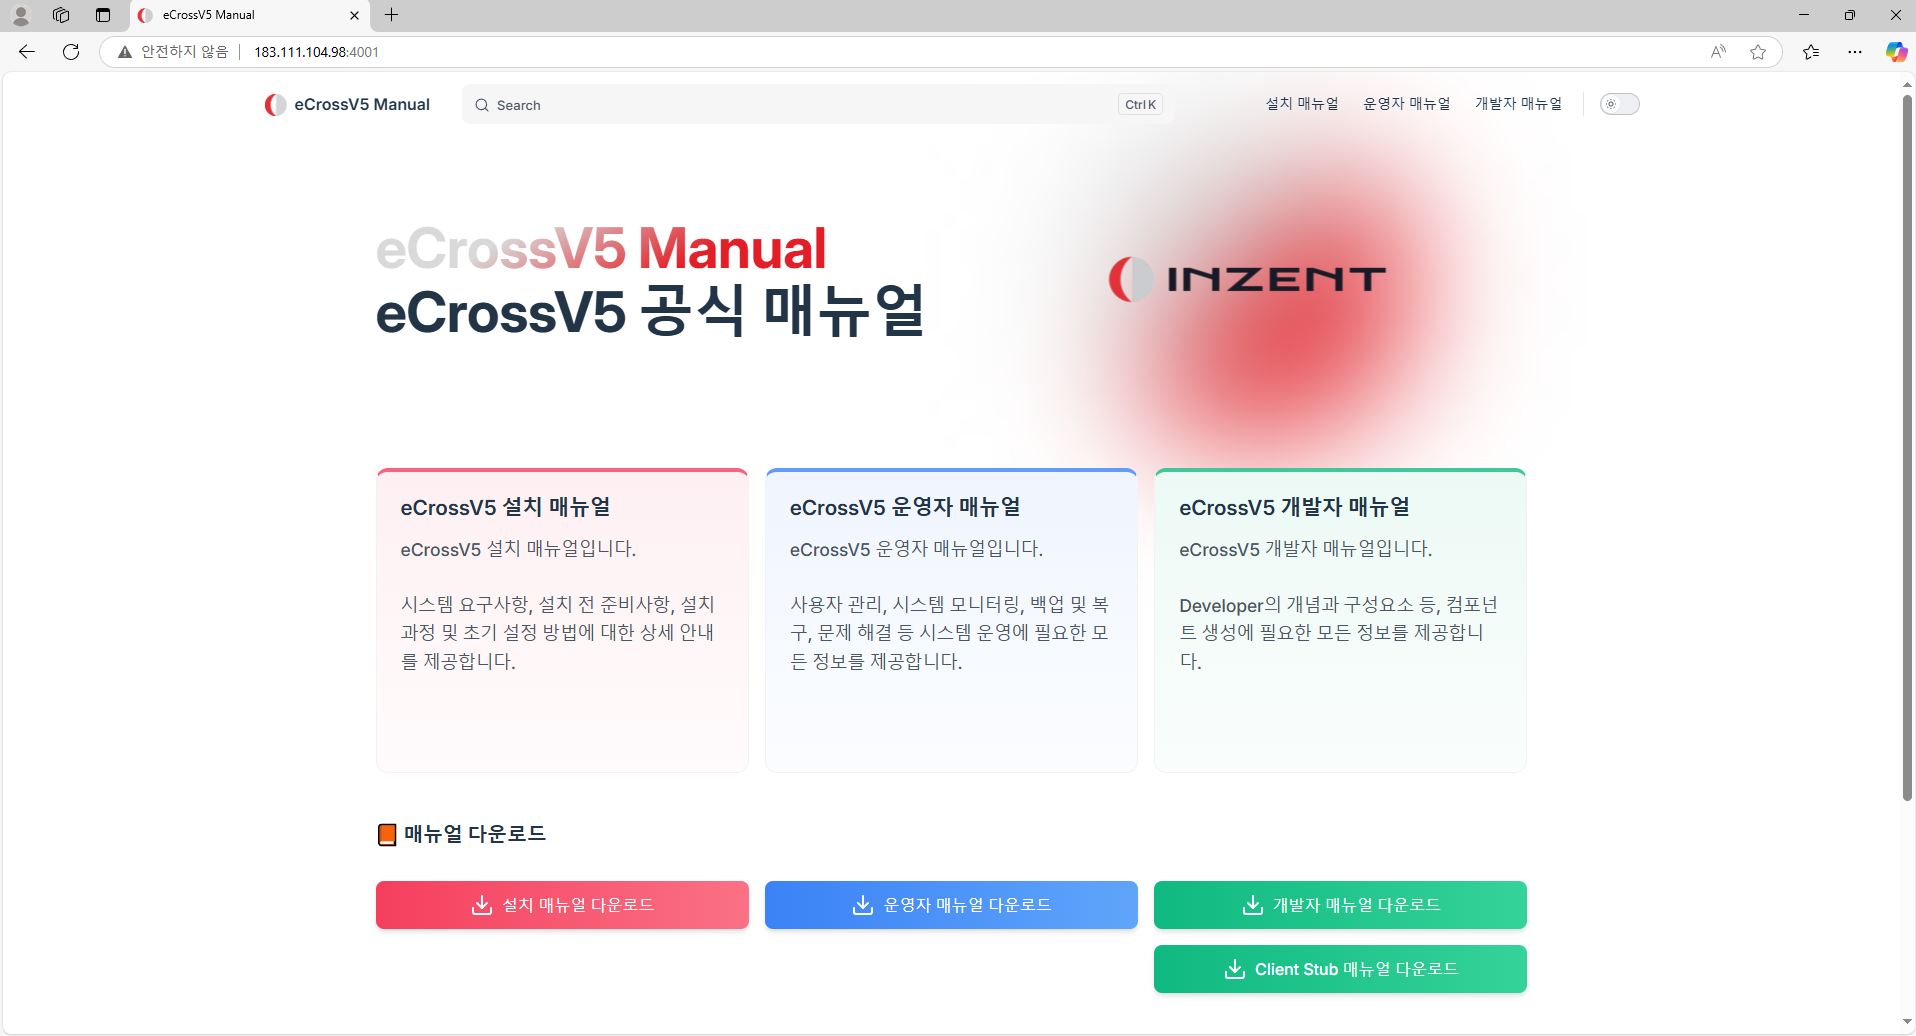 eCrossV5 Manual
안전하지 않음
183.111.104.98:4001
eCrossV5 Manual
Search
Ctrl K
설치 매뉴얼
운영자 매뉴얼
개발자 매뉴얼
eCrossV5 Manual
eCrossV5 공식 매뉴얼
INZENT
eCrossV5 설치 매뉴얼
eCrossV5 설치 매뉴얼입니다.
시스템 요구사항, 설치 전 준비사항, 설치
과정 및 초기 설정 방법에 대한 상세 안내
를 제공합니다.
eCrossV5 운영자 매뉴얼
eCrossV5 운영자 매뉴얼입니다.
사용자 관리, 시스템 모니터링, 백업 및 복
구, 문제 해결 등 시스템 운영에 필요한 모
든 정보를 제공합니다.
eCrossV5 개발자 매뉴얼
eCrossV5 개발자 매뉴얼입니다.
Developer의 개념과 구성요소 등, 컴포넌
트 생성에 필요한 모든 정보를 제공합니
다.
매뉴얼 다운로드
설치 매뉴얼 다운로드
운영자 매뉴얼 다운로드
개발자 매뉴얼 다운로드
Client Stub 매뉴얼 다운로드